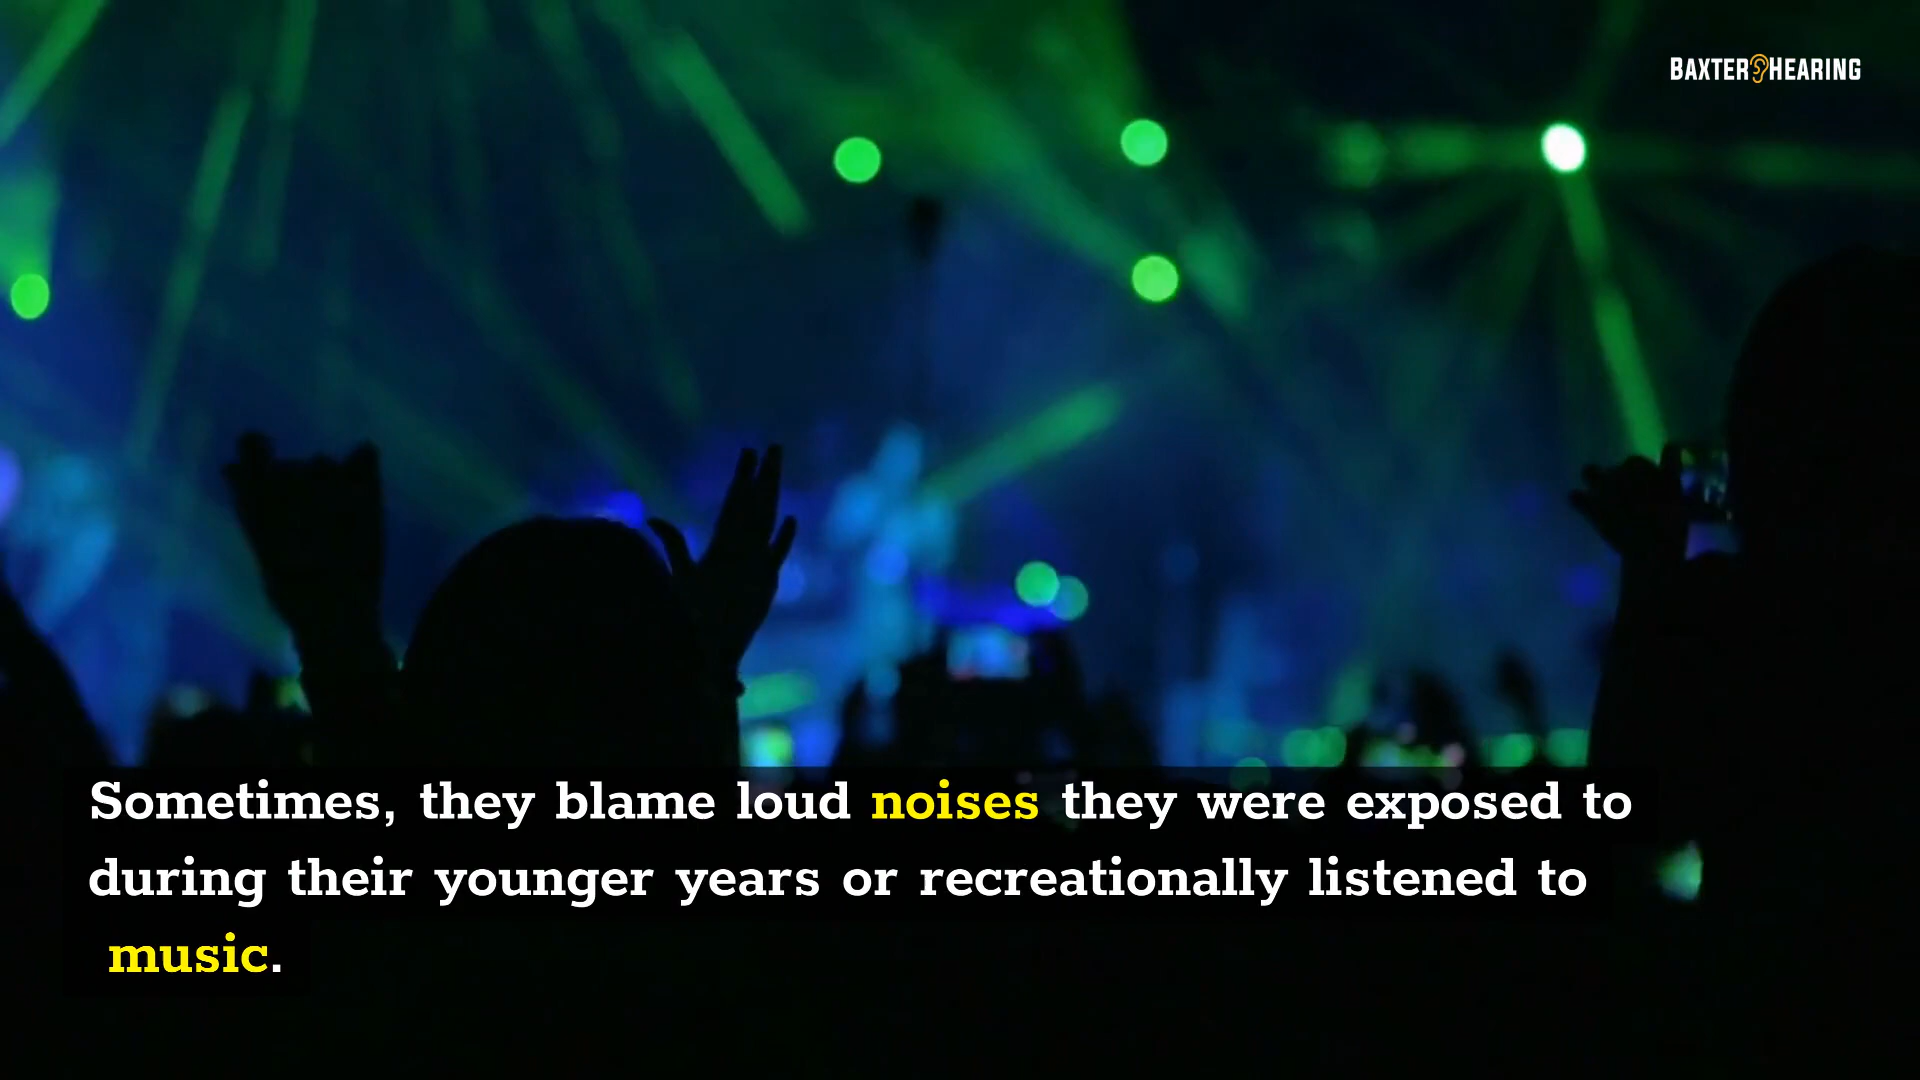 BAXTER HEARING
Sometimes, they blame loud noises they were exposed to
during their younger years or recreationally listened to
music.